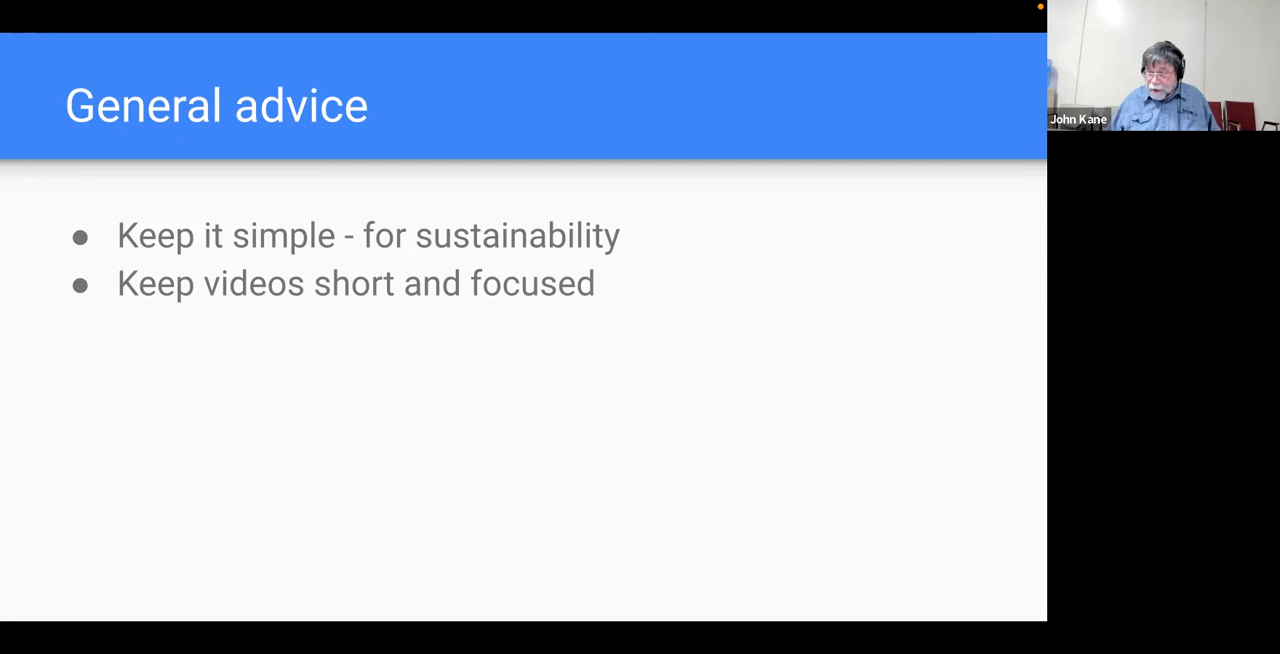 General advice
● Keep it simple - for sustainability
● Keep videos short and focused
John Kane